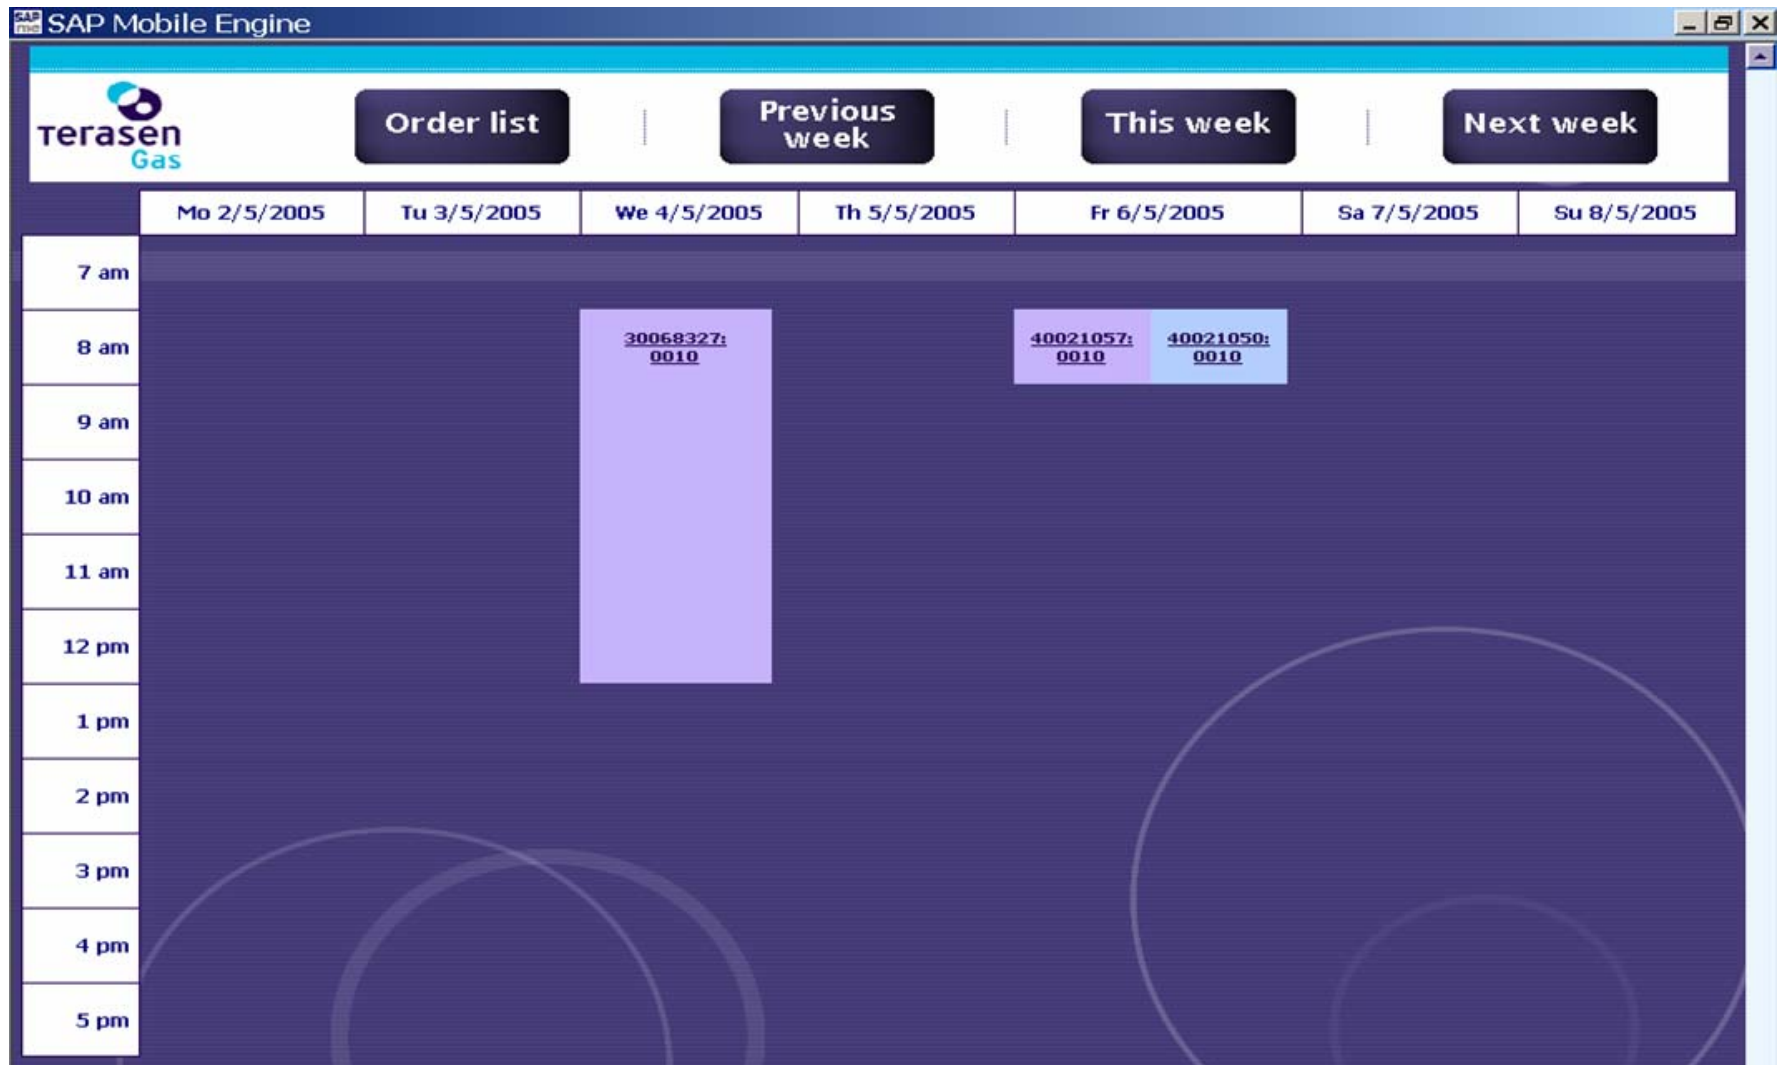 SAP me SAP Mobile Engine
Terasen
Gas
Order list
Previous
week
This week
Next week
Mo 2/5/2005 Tu 3/5/2005 We 4/5/2005 Th 5/5/2005 Fr 6/5/2005 Sa 7/5/2005 Su 8/5/2005
7 am
8 am
30068327:
0010
40021057:
0010
40021050:
0010
9 am
10 am
11 am
12 pm
1 pm
2 pm
3 pm
4 pm
5 pm